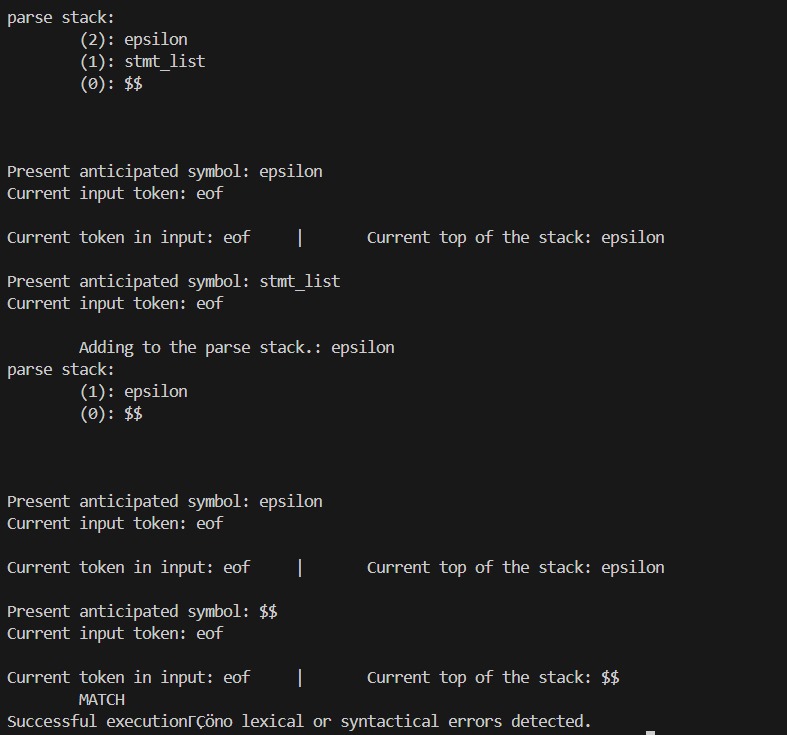 parse stack:
(2): epsilon
(1): stmt_list
(0): $$
Present anticipated symbol: epsilon
Current input token: eof
Current token in input: eof | Current top of the stack: epsilon
Present anticipated symbol: stmt_list
Current input token: eof
Adding to the parse stack.: epsilon
parse stack:
(1): epsilon
(0): $$
Present anticipated symbol: epsilon
Current input token: eof
Current token in input: eof | Current top of the stack: epsilon
Present anticipated symbol: $$
Current input token: eof
Current token in input: eof | Current top of the stack: $$
MATCH
Successful executionΓÇöno lexical or syntactical errors detected.